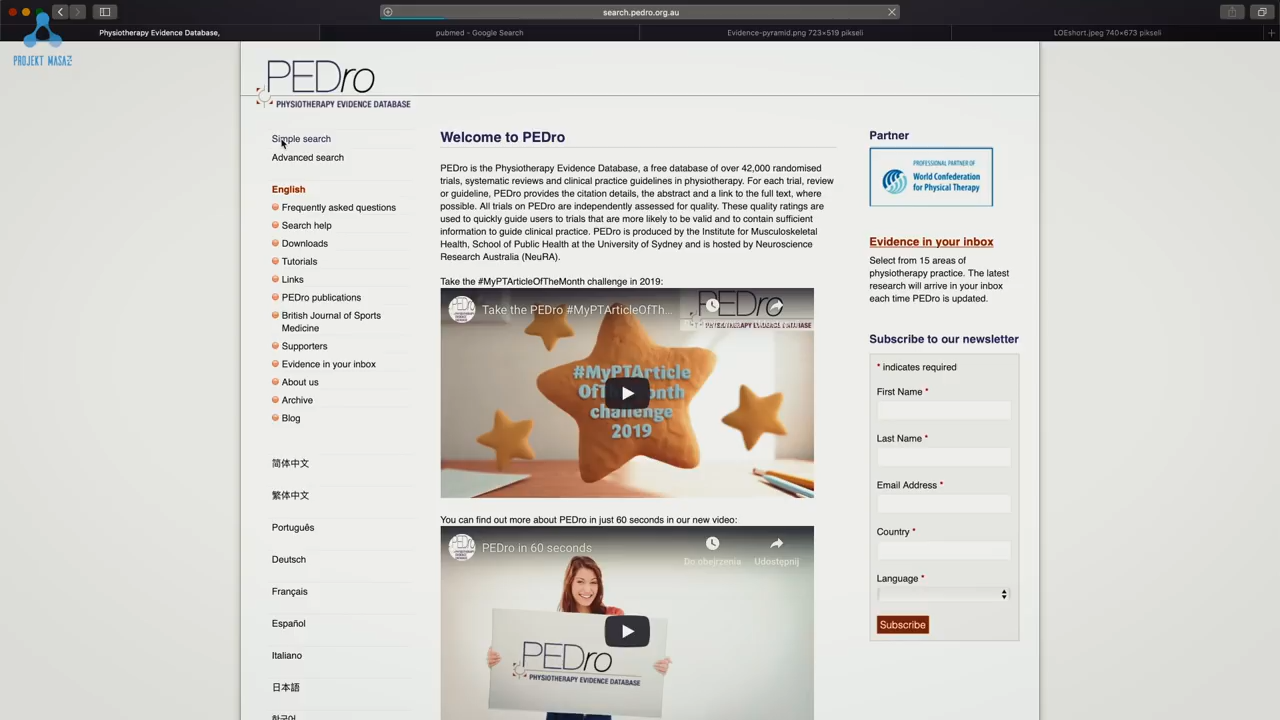 search.pedro.org.au
Physiotherapy Evidence Database,
pubmed - Google Search
Evidence-pyramid.png 723×519 pikseli
LOEshort.jpeg 740×673 pikseli
PROJEKT MASAŻ
PEDro
PHYSIOTHERAPY EVIDENCE DATABASE
Simple search
Advanced search
English
Frequently asked questions
Search help
Downloads
Tutorials
Links
PEDro publications
British Journal of Sports
Medicine
Supporters
Evidence in your inbox
About us
Archive
Blog
简体中文
繁体中文
Português
Deutsch
Français
Español
Italiano
日本語
한국어
Welcome to PEDro
PEDro is the Physiotherapy Evidence Database, a free database of over 42,000 randomised
trials, systematic reviews and clinical practice guidelines in physiotherapy. For each trial, review
or guideline, PEDro provides the citation details, the abstract and a link to the full text, where
possible. All trials on PEDro are independently assessed for quality. These quality ratings are
used to quickly guide users to trials that are more likely to be valid and to contain sufficient
information to guide clinical practice. PEDro is produced by the Institute for Musculoskeletal
Health, School of Public Health at the University of Sydney and is hosted by Neuroscience
Research Australia (NeuRA).
Take the #MyPTArticleOfTheMonth challenge in 2019:
Take the PEDro #MyPTArticleOfTh...
PEDro
PHYSIOTHERAPY EVIDENCE DATABASE
#MyPTArticle
OfTheMonth
challenge
2019
You can find out more about PEDro in just 60 seconds in our new video:
PEDro in 60 seconds
Do obejrzenia
Udostępnij
PEDro
PHYSIOTHERAPY EVIDENCE DATABASE
Partner
PROFESSIONAL PARTNER OF
World Confederation
for Physical Therapy
Evidence in your inbox
Select from 15 areas of
physiotherapy practice. The latest
research will arrive in your inbox
each time PEDro is updated.
Subscribe to our newsletter
* indicates required
First Name *
Last Name *
Email Address *
Country *
Language *
Subscribe